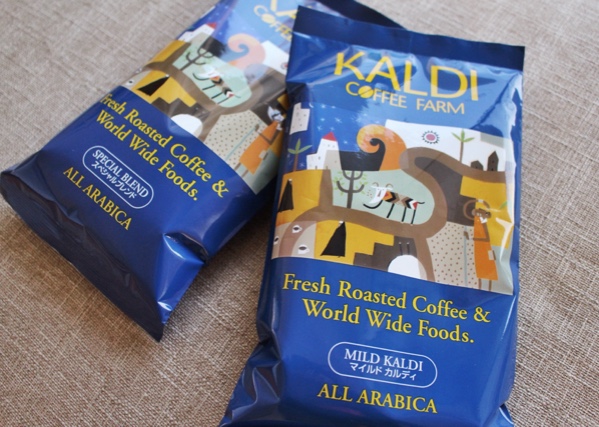 COFFEE
Fresh Roasted Coffee &
World Wide Foods.
SPECIAL BLEND
スペシャルブレンド
ALL ARABICA
KALDI
COFFEE FARM
Fresh Roasted Coffee &
World Wide Foods.
MILD KALDI
マイルド カルディ
ALL ARABICA